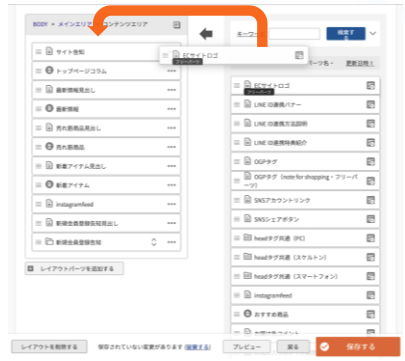 BODY > メインエリア > コンテンツエリア
サイト告知
トップページコラム
最新情報見出し
最新情報
売れ筋商品見出し
売れ筋商品
新着アイテム見出し
新着アイテム
instagramfeed
新規会員登録告知見出し
新規会員登録告知
レイアウトパーツを追加する
ECサイトロゴ
フリーパーツ
キーワード
検索する
パーツ名
更新日時
ECサイトロゴ
フリーパーツ
LINE ID連携バナー
LINE ID連携方法説明
LINE ID連携特典紹介
OGPタグ
OGPタグ（note for shopping・フリーパーツ）
SNSアカウントリンク
SNSシェアボタン
headタグ共通（PC）
headタグ共通（スケルトン）
headタグ共通（スマートフォン）
instagramfeed
おすすめ商品
レイアウトを削除する
保存されていない変更があります
プレビュー
戻る
保存する